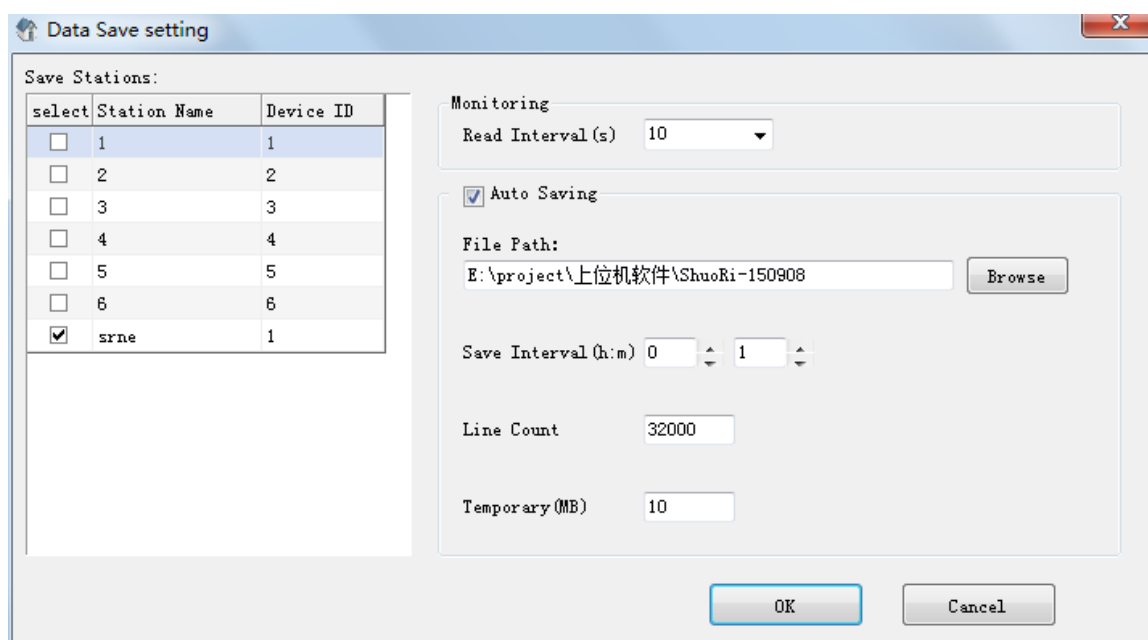 Data Save setting
Save Stations:
select Station Name Device ID
1 1
2 2
3 3
4 4
5 5
6 6
srne 1
Monitoring
Read Interval(s) 10
Auto Saving
File Path:
E:\project\上位机软件\ShuoRi-150908 Browse
Save Interval(h:m) 0 1
Line Count 32000
Temporary(MB) 10
OK Cancel